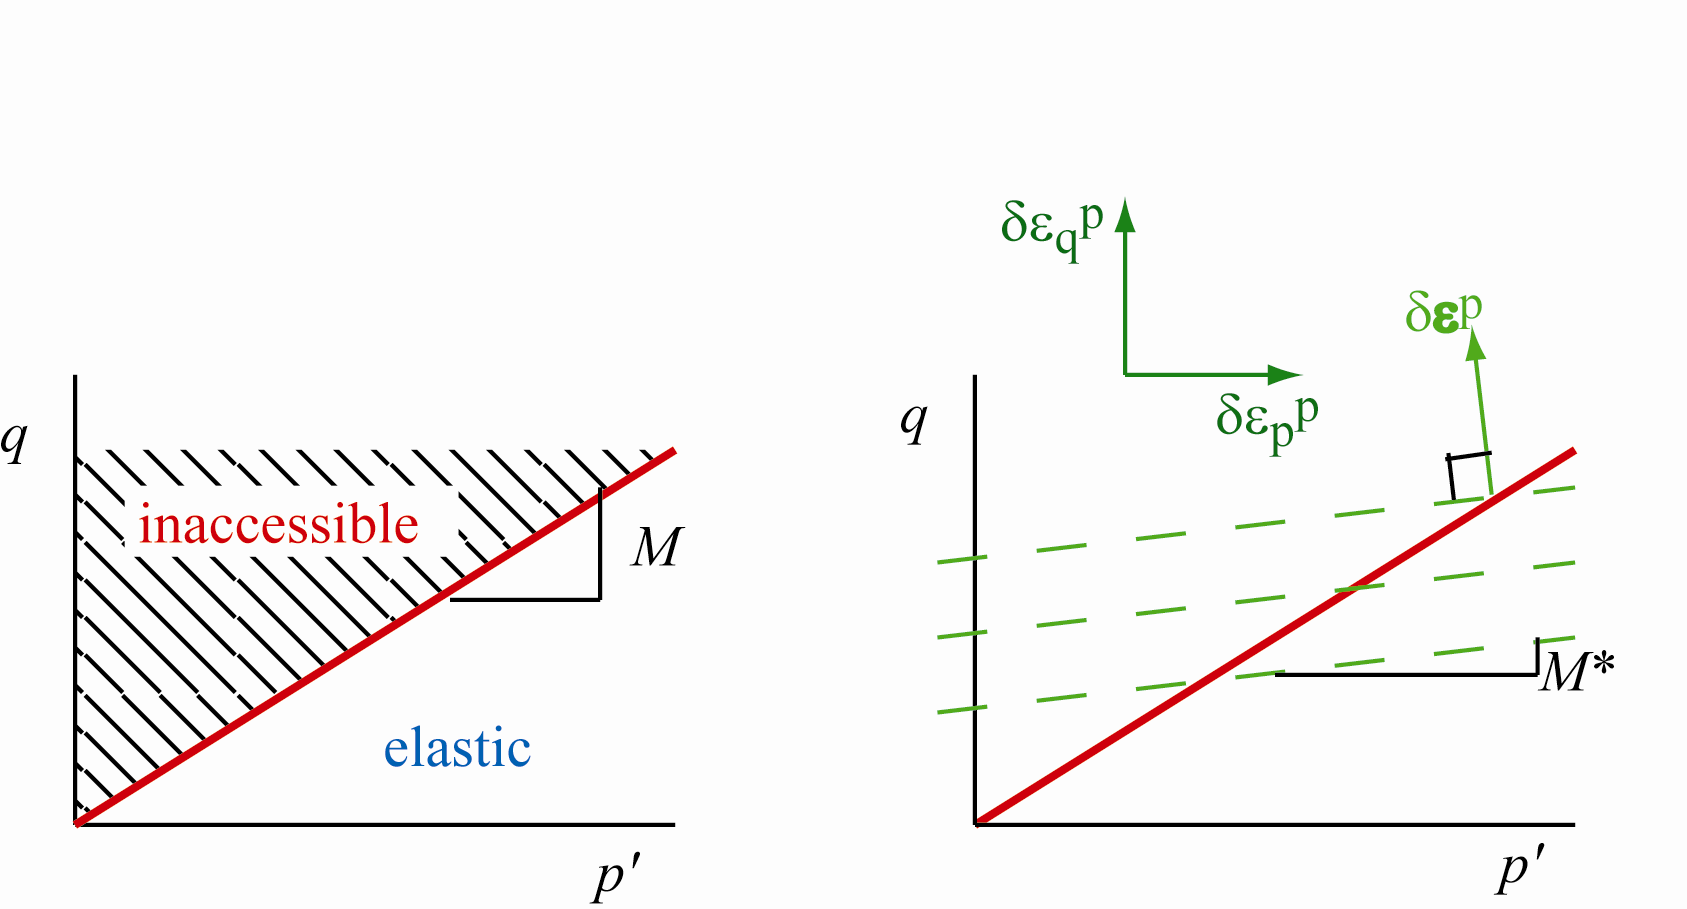 q
inaccessible
M
elastic
p′
δεqᵖ
δεpᵖ
δεᵖ
q
M*
p′